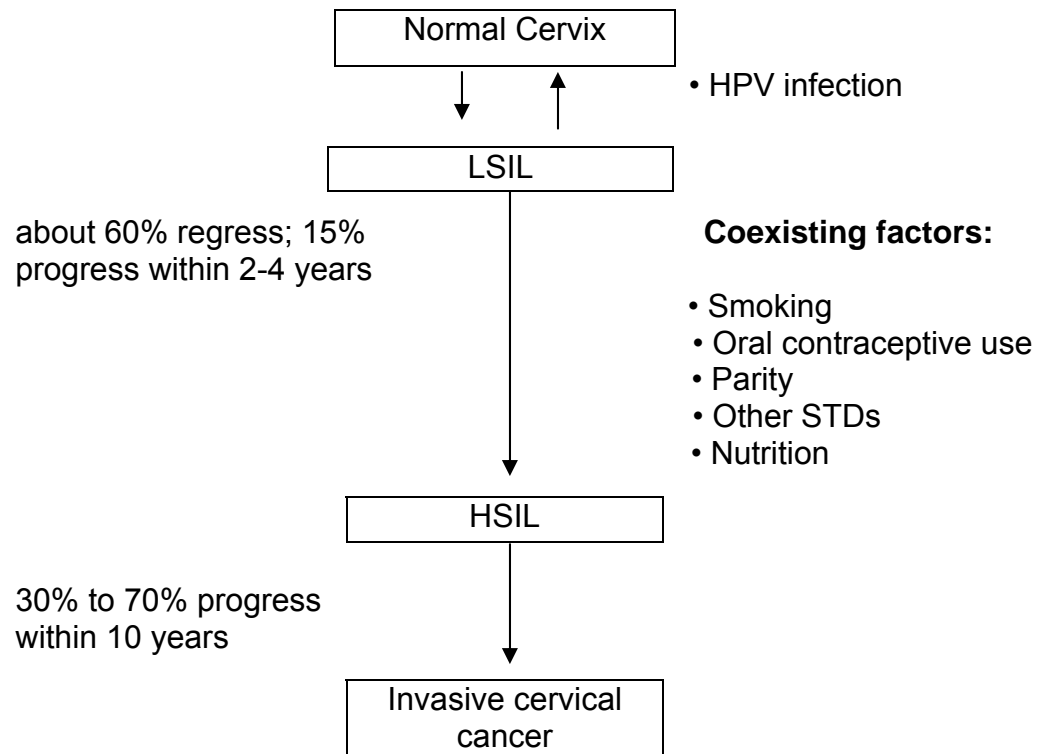 Normal Cervix
• HPV infection
LSIL
about 60% regress; 15%
progress within 2-4 years
Coexisting factors:
• Smoking
• Oral contraceptive use
• Parity
• Other STDs
• Nutrition
HSIL
30% to 70% progress
within 10 years
Invasive cervical
cancer